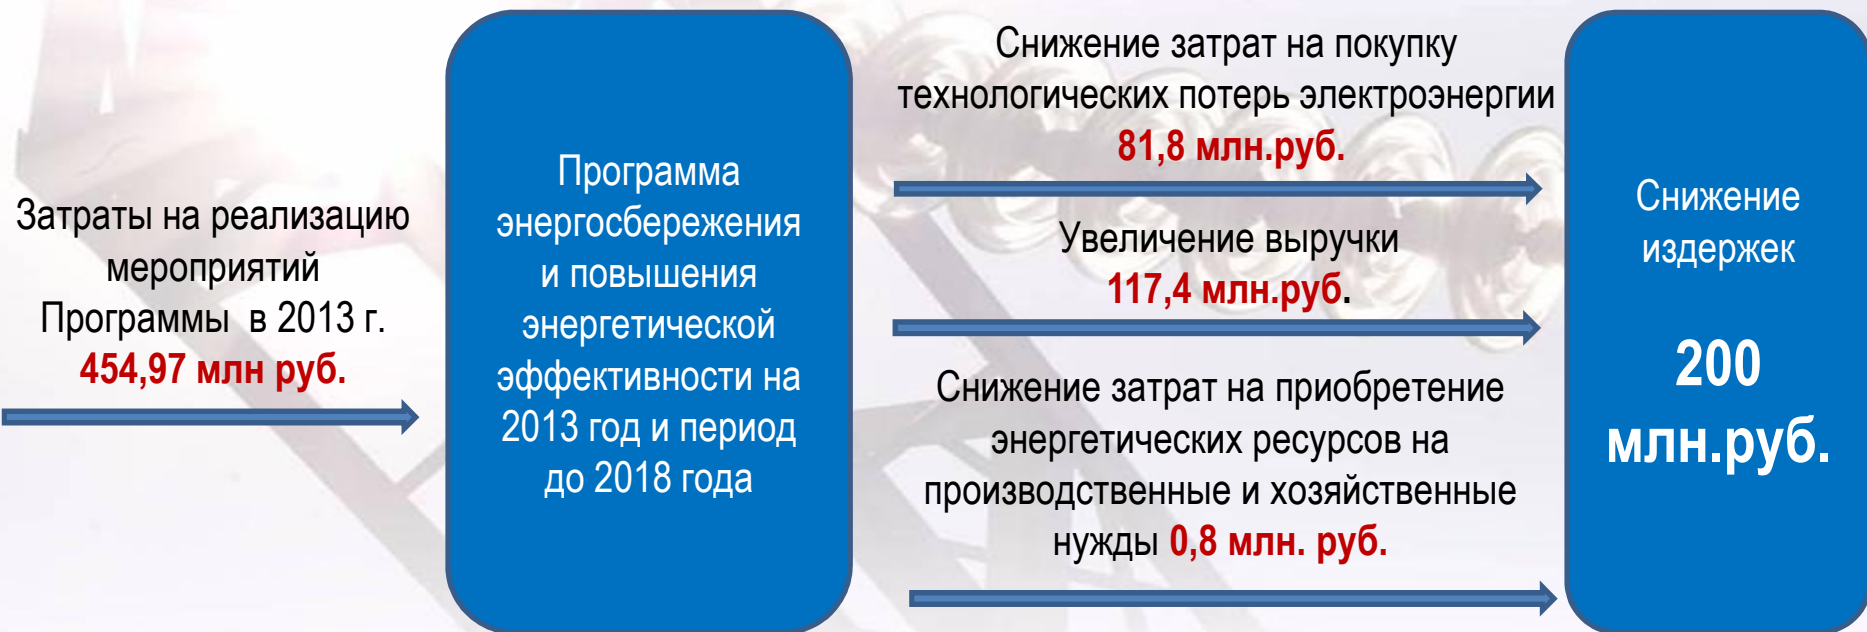 Затраты на реализацию
мероприятий
Программы в 2013 г.
454,97 млн руб.
Программа
энергосбережения
и повышения
энергетической
эффективности на
2013 год и период
до 2018 года
Снижение затрат на покупку
технологических потерь электроэнергии
81,8 млн.руб.
Увеличение выручки
117,4 млн.руб.
Снижение затрат на приобретение
энергетических ресурсов на
производственные и хозяйственные
нужды 0,8 млн. руб.
Снижение
издержек
200
млн.руб.